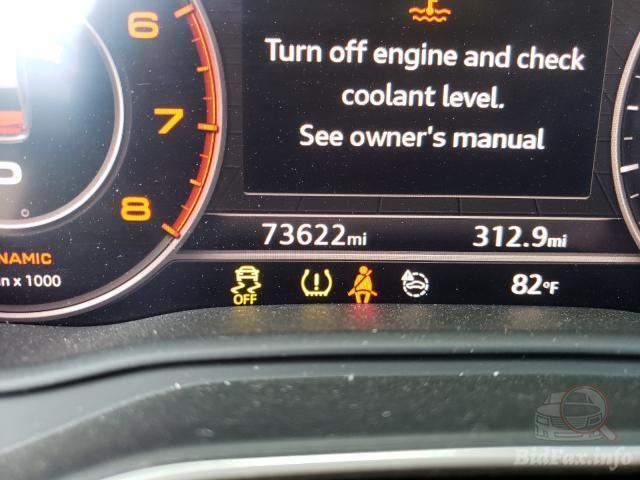 6
Turn off engine and check
coolant level.
7
See owner's manual
8
73622mi
312.9mi
NAMIC
n x 1000
OFF
82°F
BidFax.info